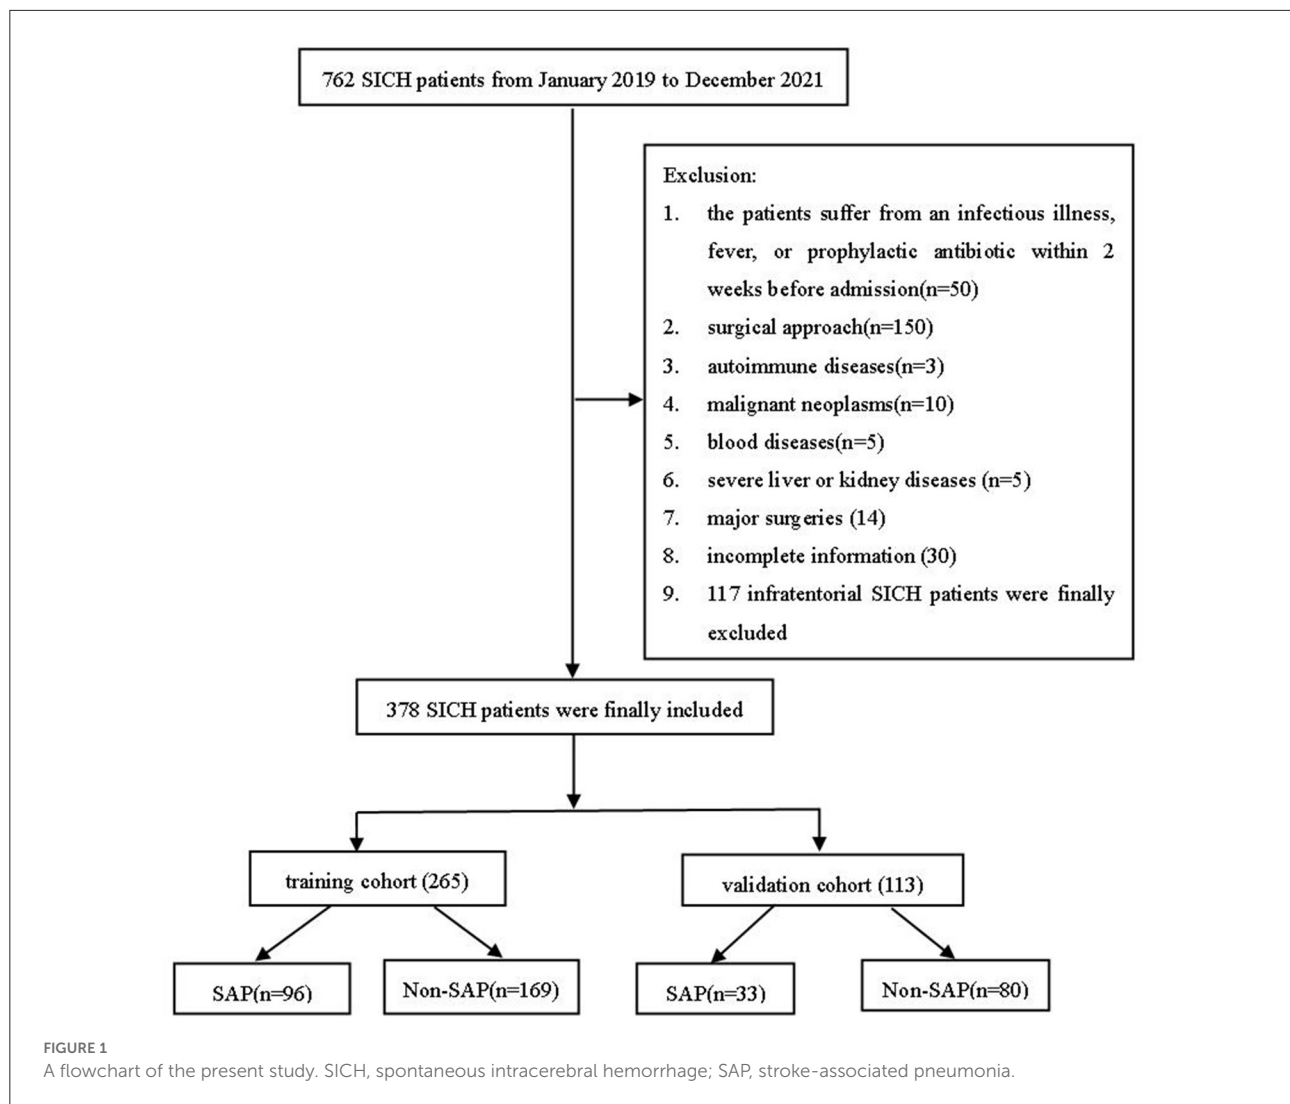 762 SICH patients from January 2019 to December 2021
Exclusion:
1. the patients suffer from an infectious illness,
fever, or prophylactic antibiotic within 2
weeks before admission(n=50)
2. surgical approach(n=150)
3. autoimmune diseases(n=3)
4. malignant neoplasms(n=10)
5. blood diseases(n=5)
6. severe liver or kidney diseases (n=5)
7. major surgeries (14)
8. incomplete information (30)
9. 117 infratentorial SICH patients were finally
excluded
378 SICH patients were finally included
training cohort (265)
validation cohort (113)
SAP(n=96)
Non-SAP(n=169)
SAP(n=33)
Non-SAP(n=80)
FIGURE 1
A flowchart of the present study. SICH, spontaneous intracerebral hemorrhage; SAP, stroke-associated pneumonia.